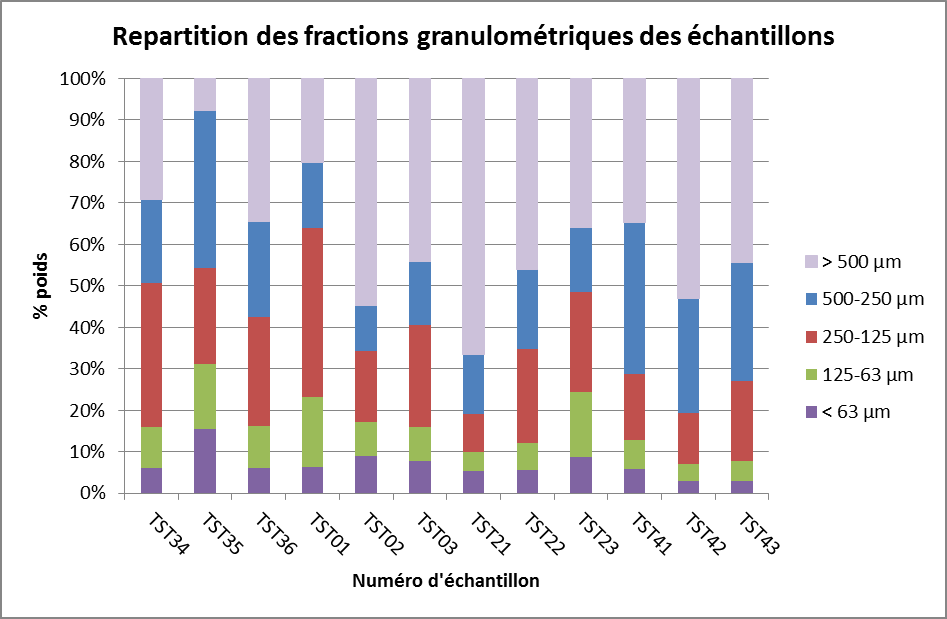 Repartition des fractions granulométriques des échantillons
100%
90%
80%
70%
60%
50%
40%
30%
20%
10%
0%
% poids
TST34
TST35
TST36
TST01
TST02
TST03
TST21
TST22
TST23
TST41
TST42
TST43
Numéro d'échantillon
> 500 µm
500-250 µm
250-125 µm
125-63 µm
< 63 µm